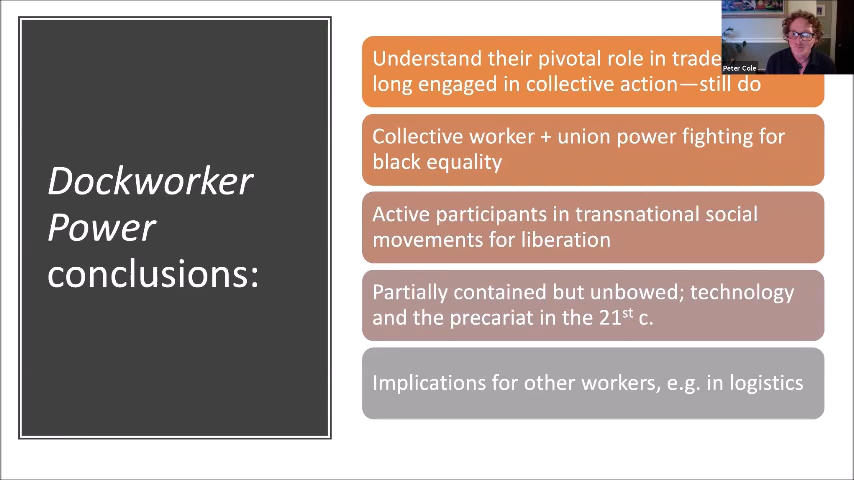 Dockworker
Power
conclusions:
Understand their pivotal role in trade
long engaged in collective action—still do
Collective worker + union power fighting for
black equality
Active participants in transnational social
movements for liberation
Partially contained but unbowed; technology
and the precariat in the 21st c.
Implications for other workers, e.g. in logistics
Peter Cole